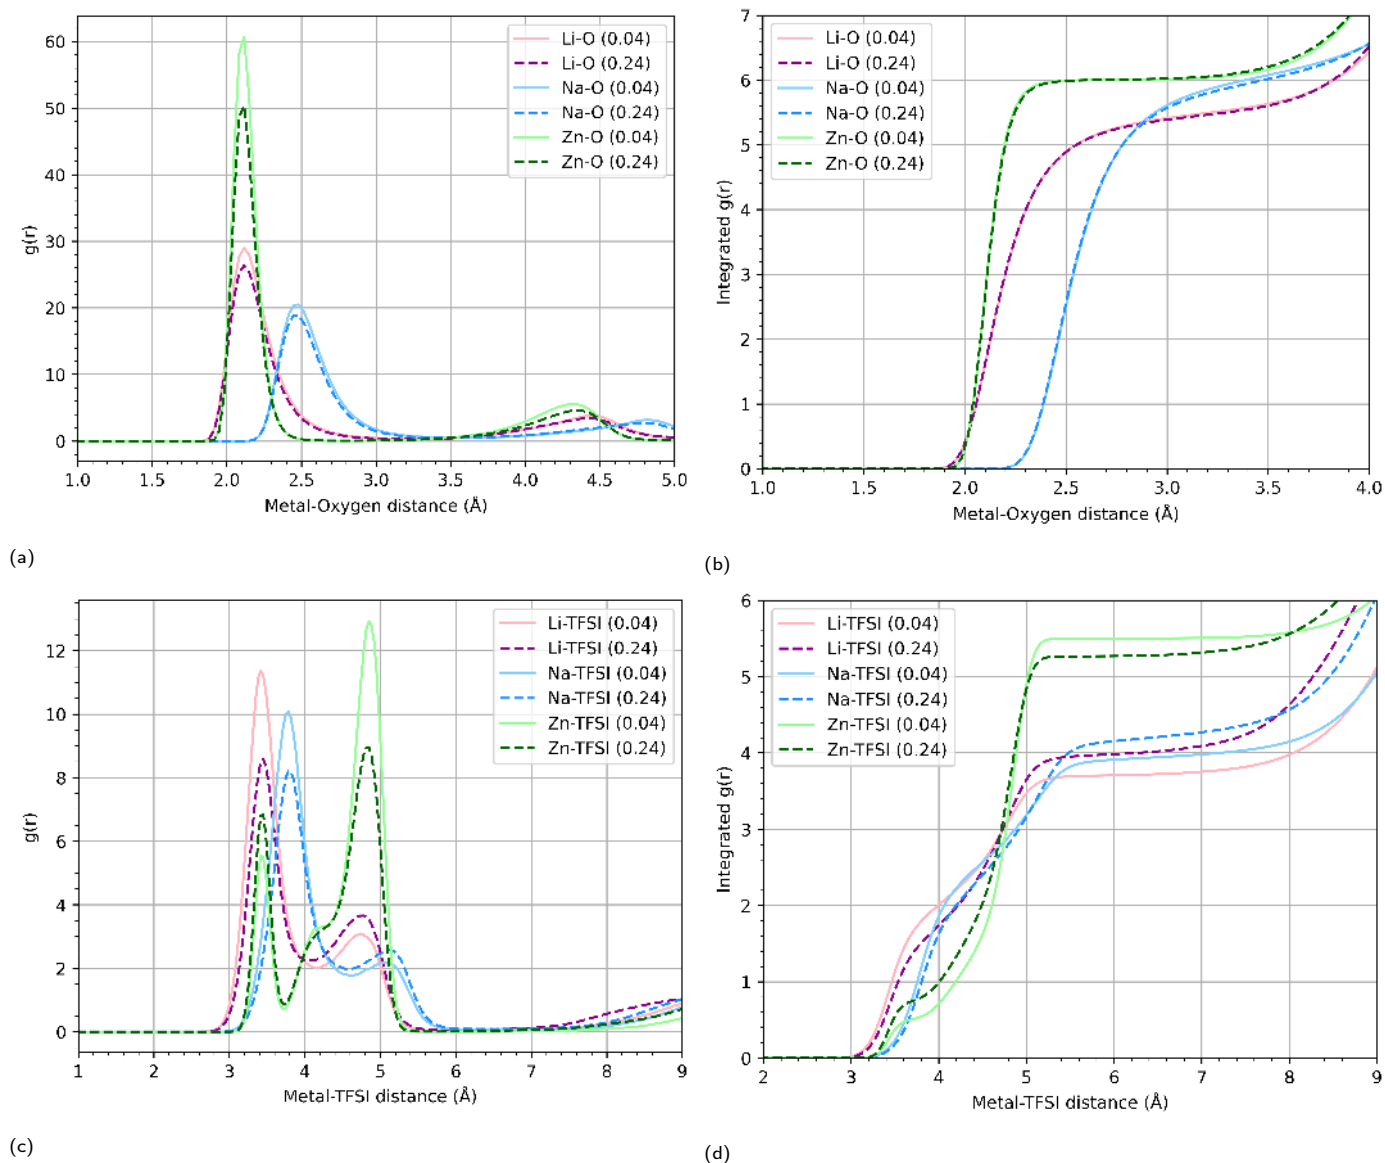 60
50
40
30
20
10
0
g(r)
Li-O (0.04)
Li-O (0.24)
Na-O (0.04)
Na-O (0.24)
Zn-O (0.04)
Zn-O (0.24)
1.0 1.5 2.0 2.5 3.0 3.5 4.0 4.5 5.0
Metal-Oxygen distance (Å)
(a)
7
6
5
4
3
2
1
0
Integrated g(r)
Li-O (0.04)
Li-O (0.24)
Na-O (0.04)
Na-O (0.24)
Zn-O (0.04)
Zn-O (0.24)
1.0 1.5 2.0 2.5 3.0 3.5 4.0
Metal-Oxygen distance (Å)
(b)
12
10
8
6
4
2
0
g(r)
Li-TFSI (0.04)
Li-TFSI (0.24)
Na-TFSI (0.04)
Na-TFSI (0.24)
Zn-TFSI (0.04)
Zn-TFSI (0.24)
1 2 3 4 5 6 7 8 9
Metal-TFSI distance (Å)
(c)
6
5
4
3
2
1
0
Integrated g(r)
Li-TFSI (0.04)
Li-TFSI (0.24)
Na-TFSI (0.04)
Na-TFSI (0.24)
Zn-TFSI (0.04)
Zn-TFSI (0.24)
2 3 4 5 6 7 8 9
Metal-TFSI distance (Å)
(d)